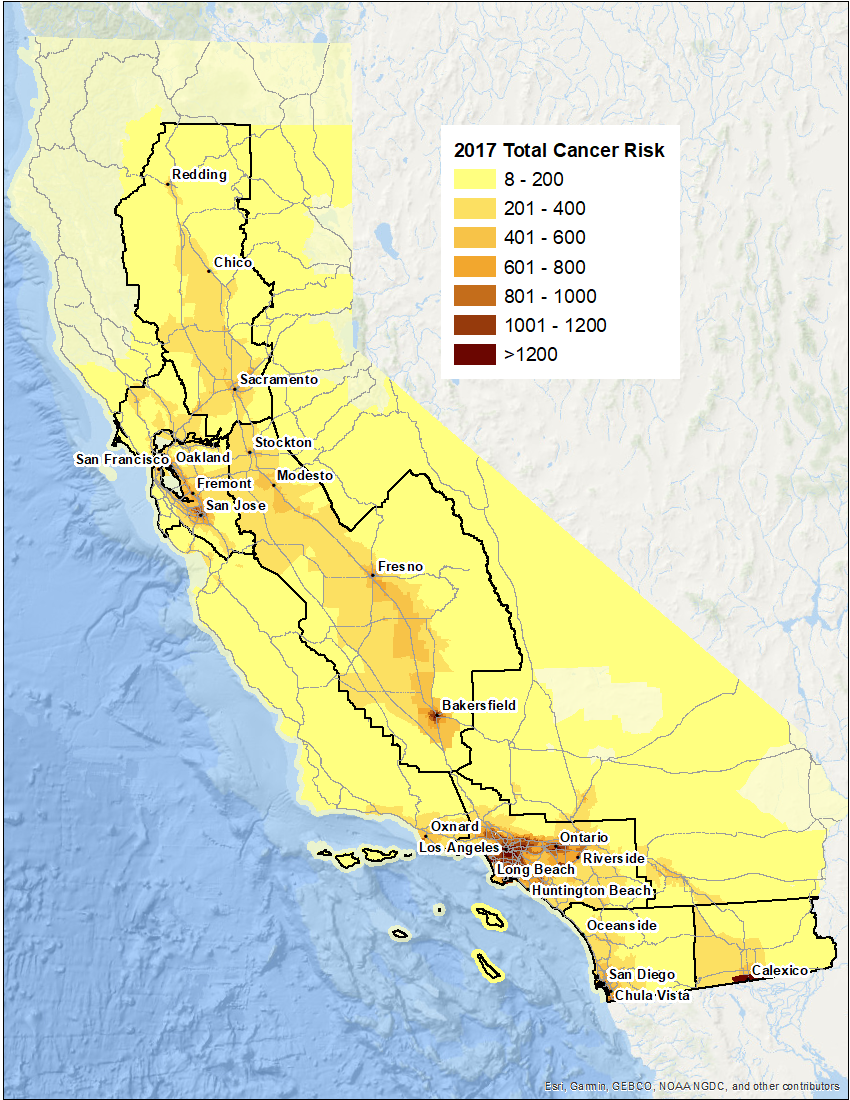 2017 Total Cancer Risk
8 - 200
201 - 400
401 - 600
601 - 800
801 - 1000
1001 - 1200
>1200
Redding
Chico
Sacramento
Stockton
Oakland
San Francisco
Modesto
Fremont
San Jose
Fresno
Bakersfield
Oxnard
Ontario
Los Angeles
Riverside
Long Beach
Huntington Beach
Oceanside
San Diego
Calexico
Chula Vista
Esri, Garmin, GEBCO, NOAA NGDC, and other contributors